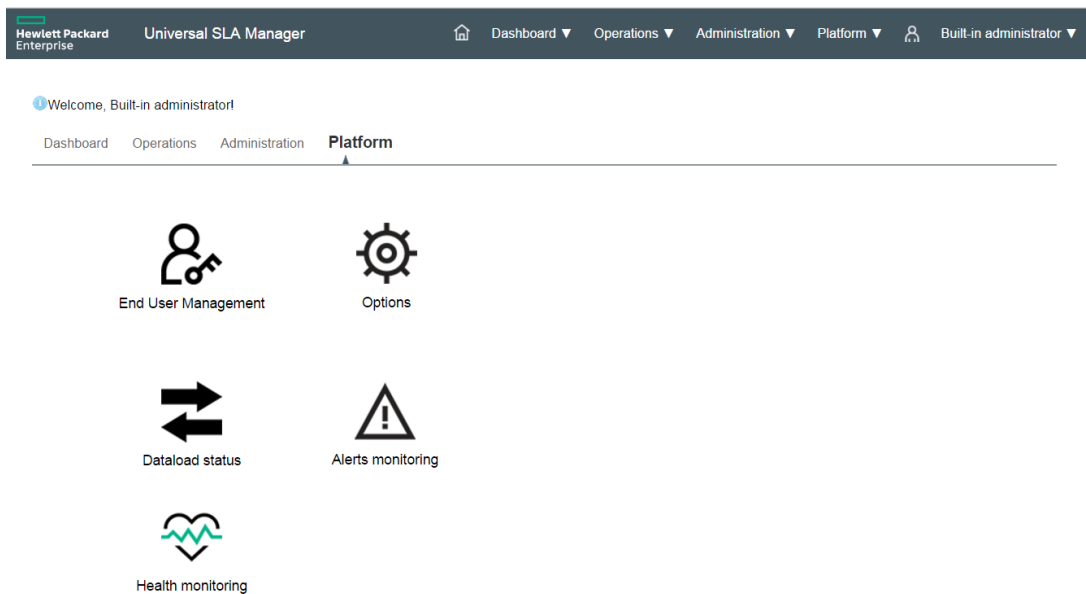 Hewlett Packard
Enterprise
Universal SLA Manager
Dashboard ▼
Operations ▼
Administration ▼
Platform ▼
Built-in administrator ▼
Welcome, Built-in administrator!
Dashboard
Operations
Administration
Platform
End User Management
Options
Dataload status
Alerts monitoring
Health monitoring